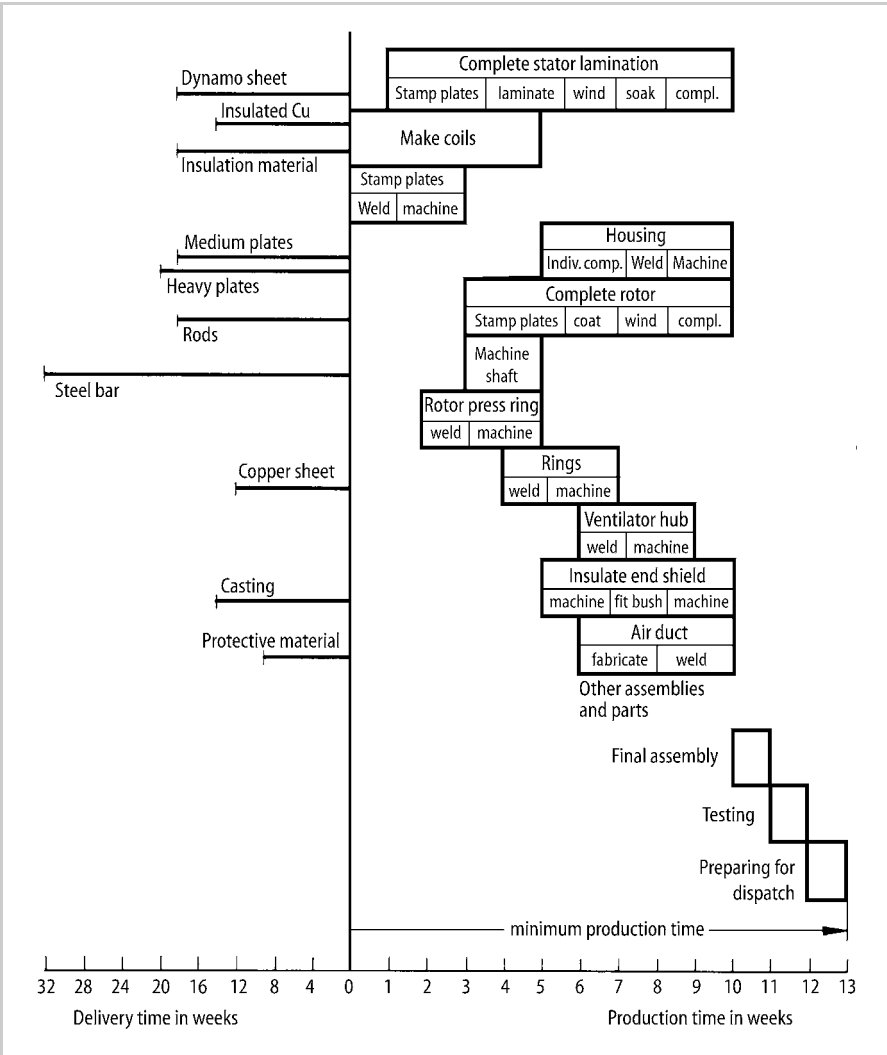 Complete stator lamination
Dynamo sheet
Stamp plates laminate wind soak compl.
Insulated Cu
Make coils
Insulation material
Stamp plates
Weld machine
Housing
Medium plates
Indiv. comp. Weld Machine
Heavy plates
Complete rotor
Stamp plates coat wind compl.
Rods
Machine
shaft
Steel bar
Rotor press ring
weld machine
Rings
Copper sheet
weld machine
Ventilator hub
weld machine
Insulate end shield
Casting
machine fit bush machine
Air duct
Protective material
fabricate weld
Other assemblies
and parts
Final assembly
Testing
Preparing for
dispatch
minimum production time
32 28 24 20 16 12 8 4 0 1 2 3 4 5 6 7 8 9 10 11 12 13
Delivery time in weeks Production time in weeks